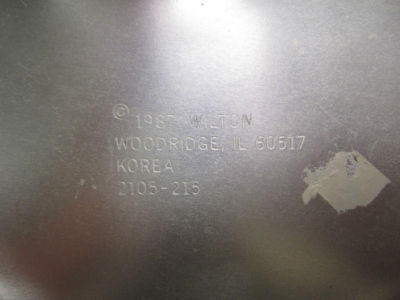 © 1987 WILTON
WOODRIDGE, IL 60517
KOREA
2105-215